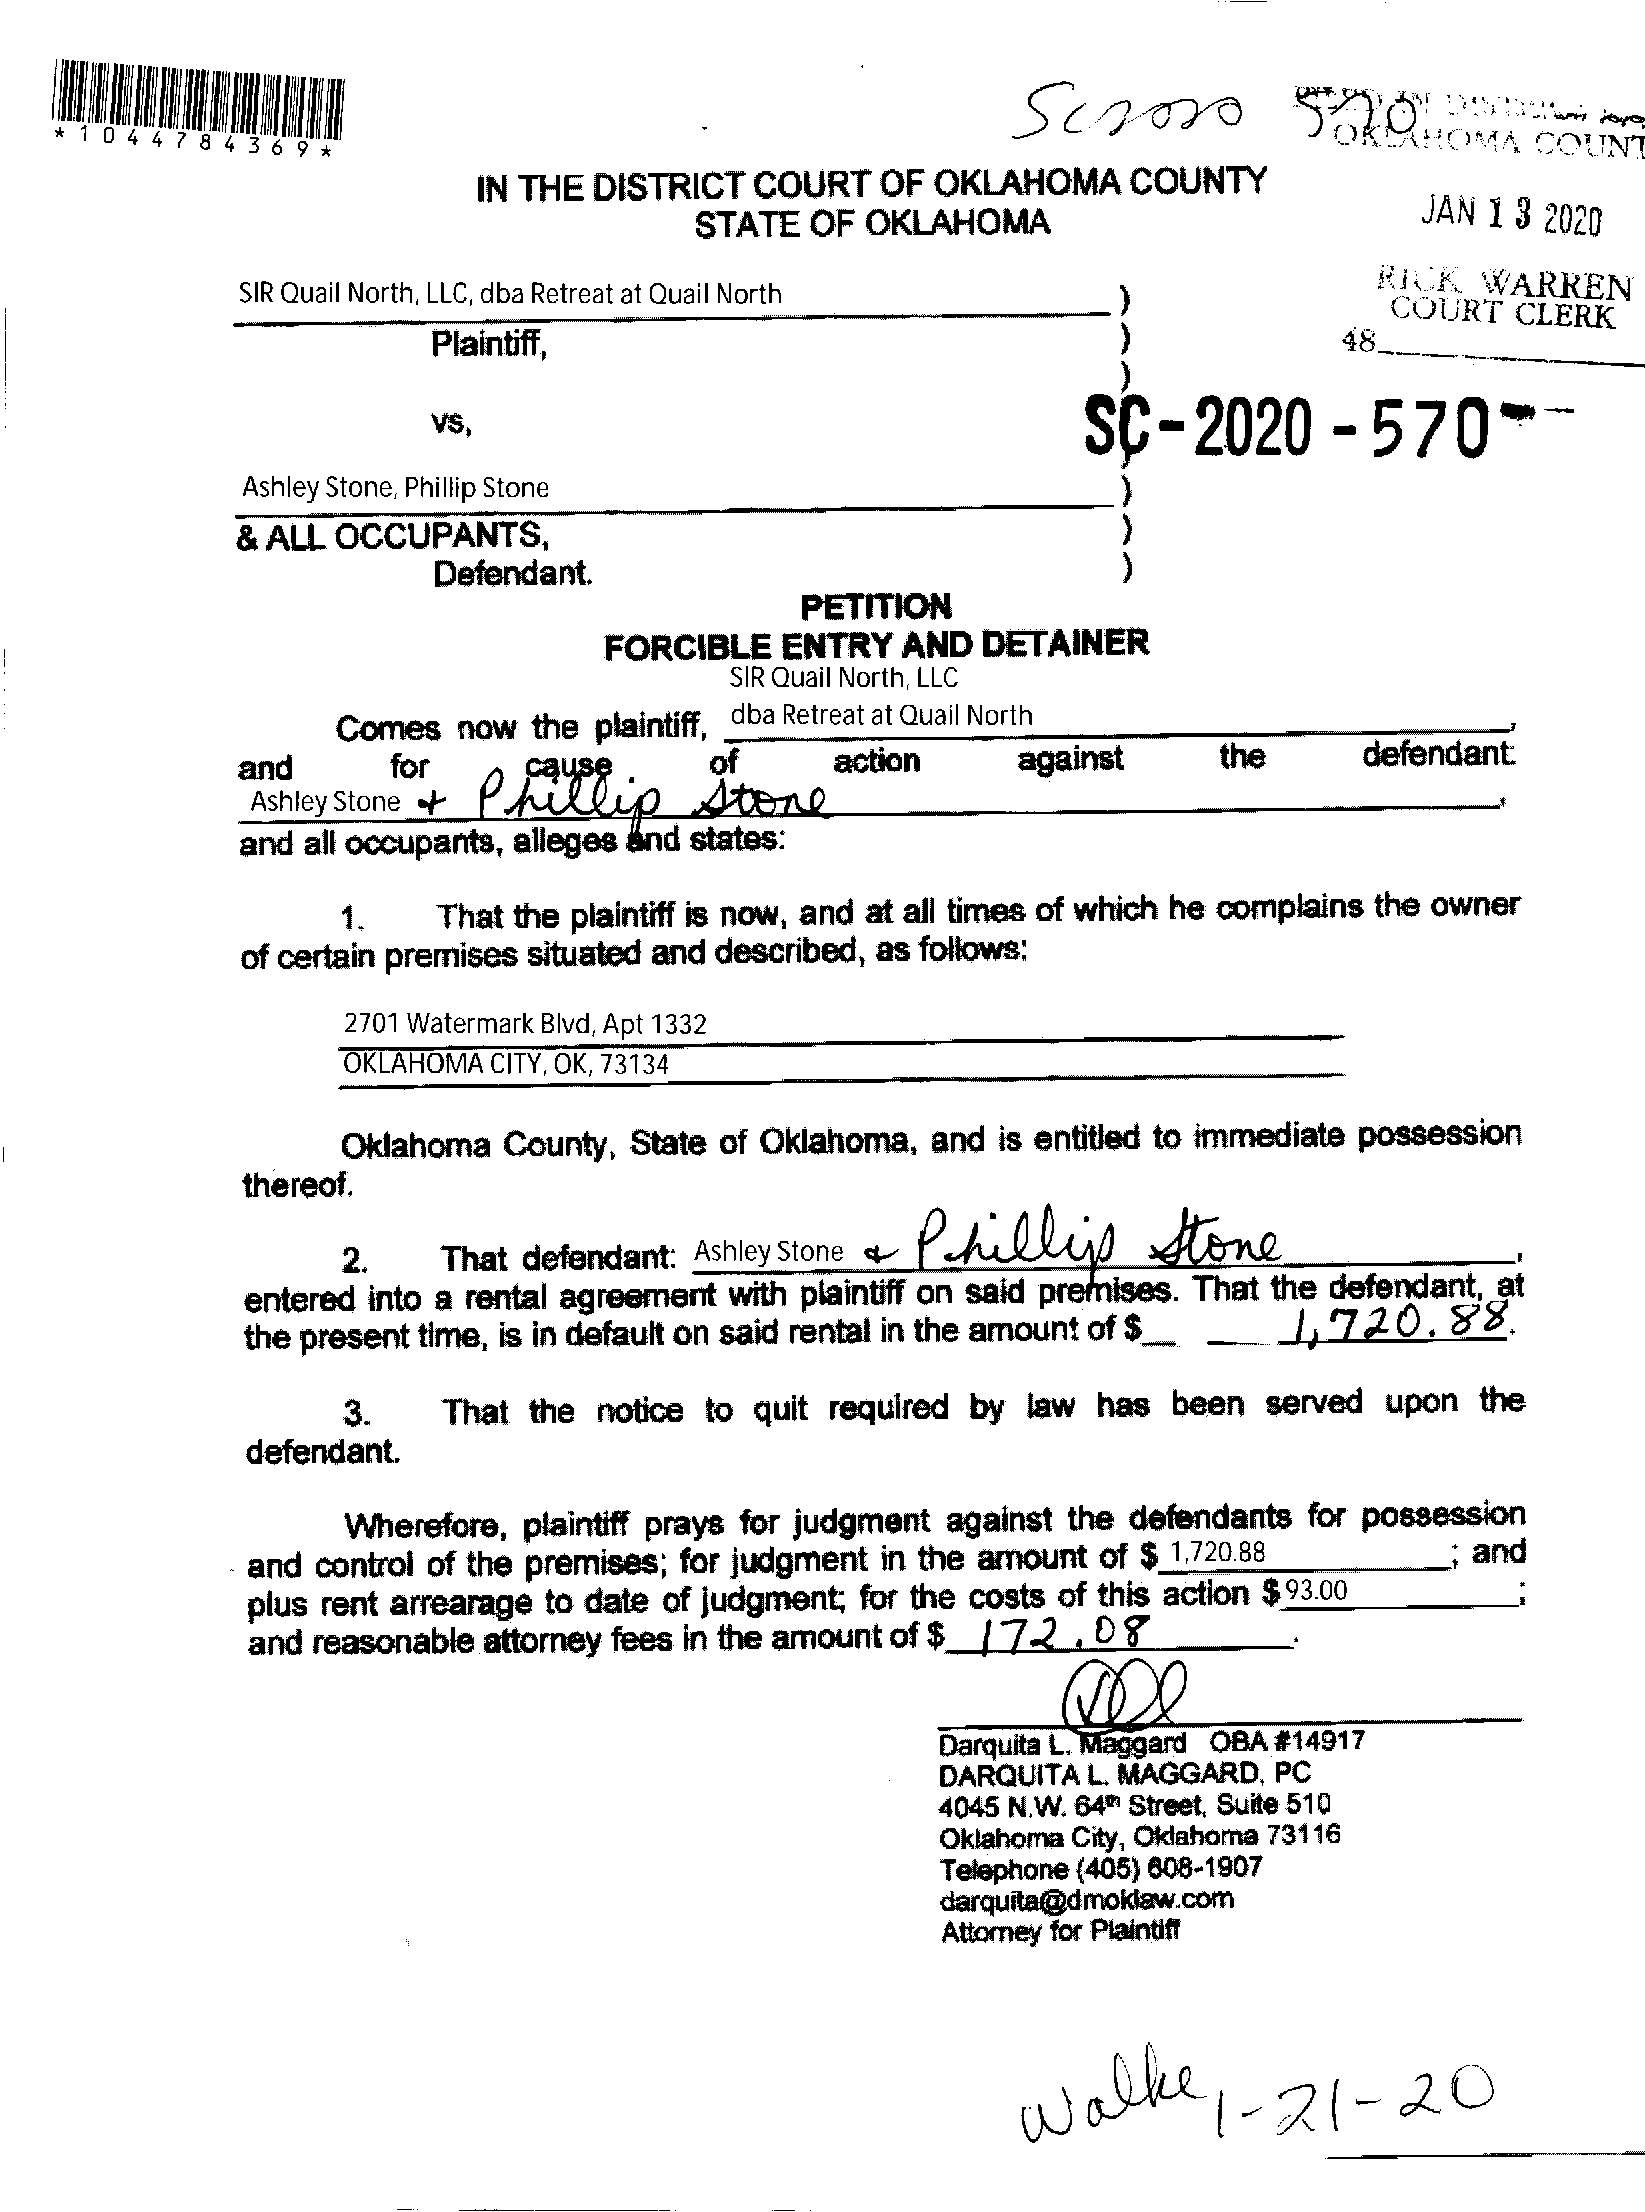 *1044784369*
SC2020 570
OKLAHOMA COUNT
IN THE DISTRICT COURT OF OKLAHOMA COUNTY
STATE OF OKLAHOMA
JAN 13 2020
RICK WARREN
COURT CLERK
48
SIR Quail North, LLC, dba Retreat at Quail North )
Plaintiff, )
)
vs, SC-2020-570
Ashley Stone, Phillip Stone )
& ALL OCCUPANTS, )
Defendant. )
PETITION
FORCIBLE ENTRY AND DETAINER
SIR Quail North, LLC
Comes now the plaintiff, dba Retreat at Quail North,
and for cause of action against the defendant:
Ashley Stone + Phillip Stone,
and all occupants, alleges and states:
1. That the plaintiff is now, and at all times of which he complains the owner
of certain premises situated and described, as follows:
2701 Watermark Blvd, Apt 1332
OKLAHOMA CITY, OK, 73134
Oklahoma County, State of Oklahoma, and is entitled to immediate possession
thereof.
2. That defendant: Ashley Stone & Phillip Stone,
entered into a rental agreement with plaintiff on said premises. That the defendant, at
the present time, is in default on said rental in the amount of $ 1,720.88.
3. That the notice to quit required by law has been served upon the
defendant.
Wherefore, plaintiff prays for judgment against the defendants for possession
and control of the premises; for judgment in the amount of $ 1,720.88; and
plus rent arrearage to date of judgment; for the costs of this action $93.00;
and reasonable attorney fees in the amount of $ 172.08.
Darquita L. Maggard OBA #14917
DARQUITA L. MAGGARD, PC
4045 N.W. 64th Street, Suite 510
Oklahoma City, Oklahoma 73116
Telephone (405) 608-1907
darquita@dmoklaw.com
Attorney for Plaintiff
Walke 1-21-20